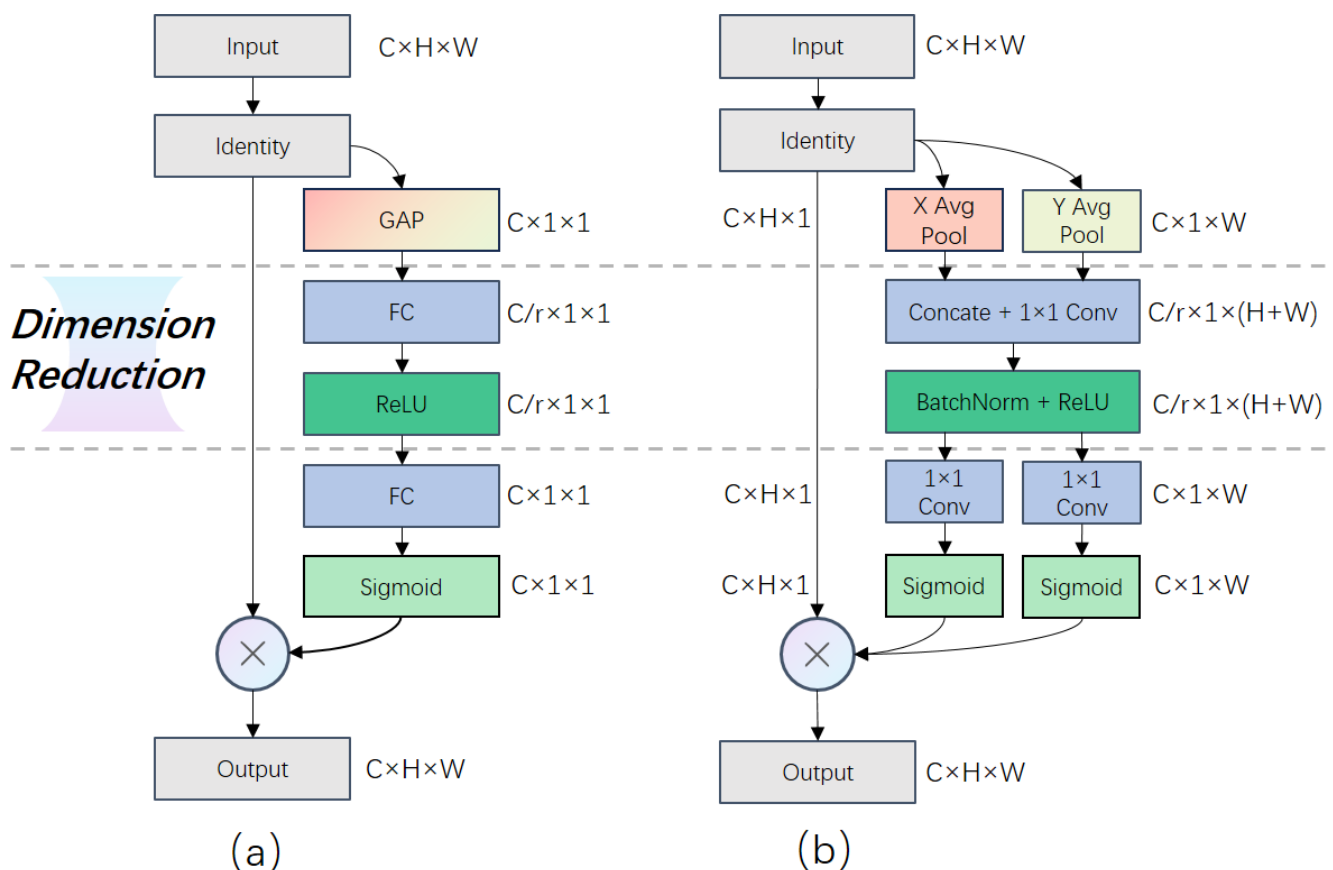 Input
C×H×W
Identity
GAP
C×1×1
Dimension
Reduction
FC
C/r×1×1
ReLU
C/r×1×1
FC
C×1×1
Sigmoid
C×1×1
Output
C×H×W
(a)
Input
C×H×W
Identity
C×H×1
X Avg
Pool
Y Avg
Pool
C×1×W
Concate + 1×1 Conv
C/r×1×(H+W)
BatchNorm + ReLU
C/r×1×(H+W)
C×H×1
1×1
Conv
1×1
Conv
C×1×W
C×H×1
Sigmoid
Sigmoid
C×1×W
Output
C×H×W
(b)